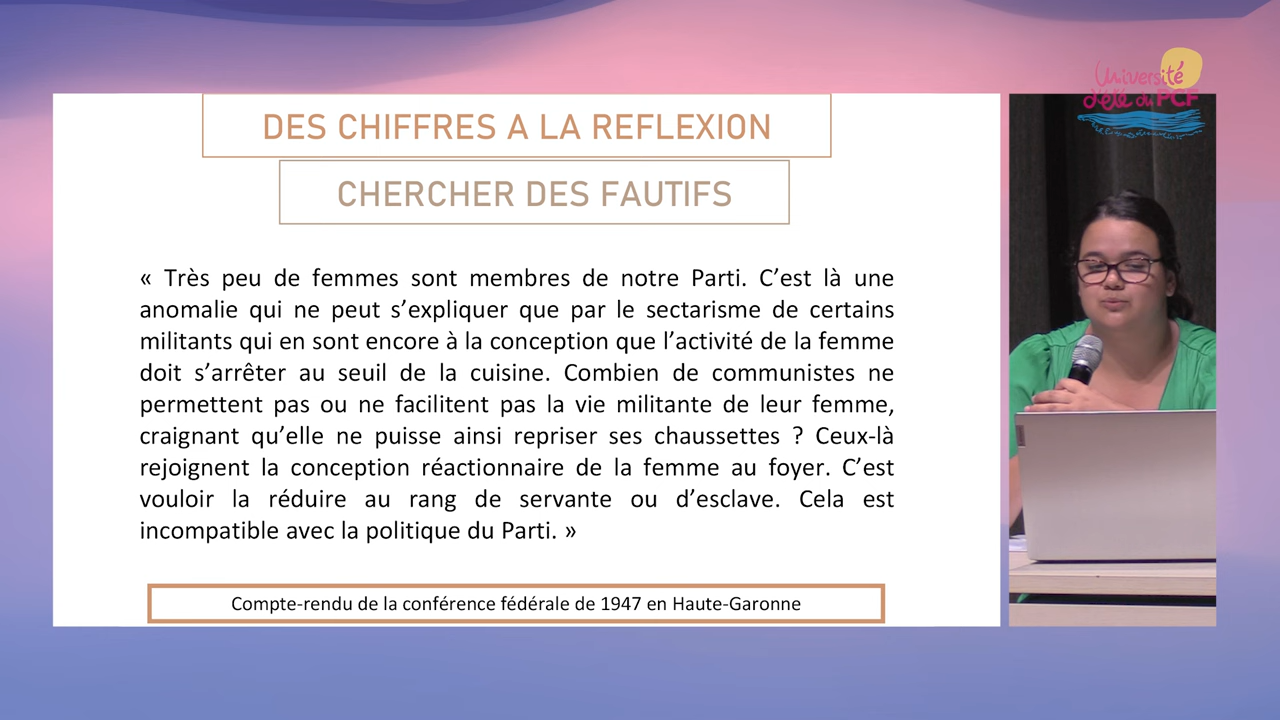 Université
d'été du PCF
DES CHIFFRES A LA REFLEXION
CHERCHER DES FAUTIFS
« Très peu de femmes sont membres de notre Parti. C’est là une
anomalie qui ne peut s’expliquer que par le sectarisme de certains
militants qui en sont encore à la conception que l’activité de la femme
doit s’arrêter au seuil de la cuisine. Combien de communistes ne
permettent pas ou ne facilitent pas la vie militante de leur femme,
craignant qu’elle ne puisse ainsi repriser ses chaussettes ? Ceux-là
rejoignent la conception réactionnaire de la femme au foyer. C’est
vouloir la réduire au rang de servante ou d’esclave. Cela est
incompatible avec la politique du Parti. »
Compte-rendu de la conférence fédérale de 1947 en Haute-Garonne